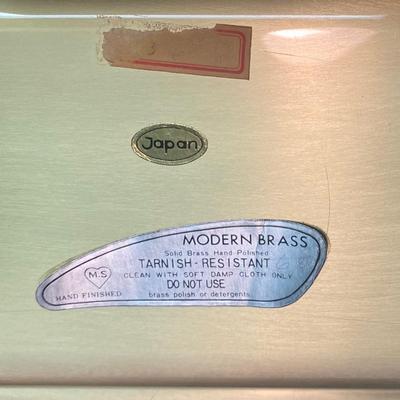 Japan
MODERN BRASS
Solid Brass Hand Polished
TARNISH - RESISTANT
CLEAN WITH SOFT DAMP CLOTH ONLY
DO NOT USE
brass polish or detergents
M.S
HAND FINISHED